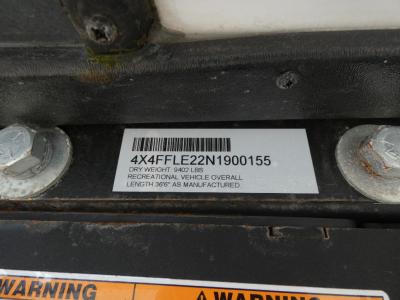 4X4FFLE22N1900155
DRY WEIGHT: 9402 LBS
RECREATIONAL VEHICLE OVERALL
LENGTH 36'6" AS MANUFACTURED
WARNING
WARNING